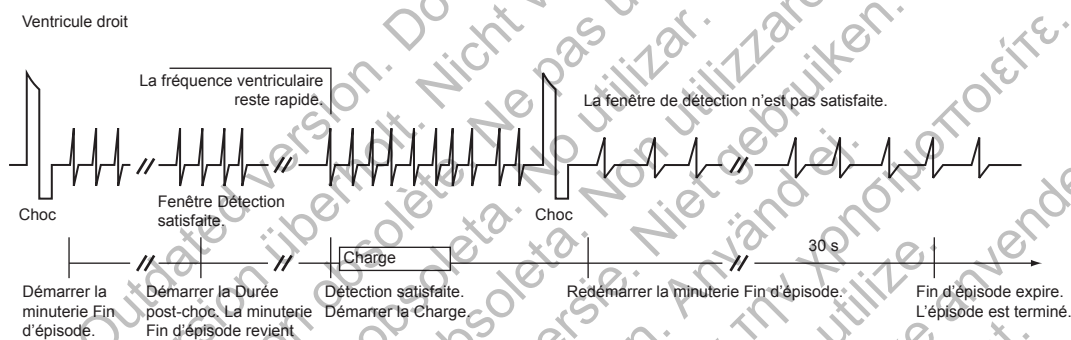 Ventricule droit
La fréquence ventriculaire
reste rapide.
La fenêtre de détection n'est pas satisfaite.
Choc
Fenêtre Détection
satisfaite.
Choc
Charge
30 s
Démarrer la
minuterie Fin
d'épisode.
Démarrer la Durée
post-choc. La minuterie
Fin d'épisode revient
Détection satisfaite.
Démarrer la Charge.
Redémarrer la minuterie Fin d'épisode.
Fin d'épisode expire.
L'épisode est terminé.